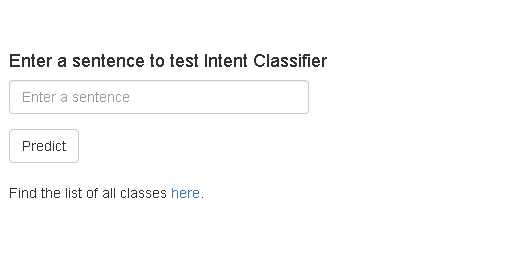 Enter a sentence to test Intent Classifier
Enter a sentence
Predict
Find the list of all classes here.